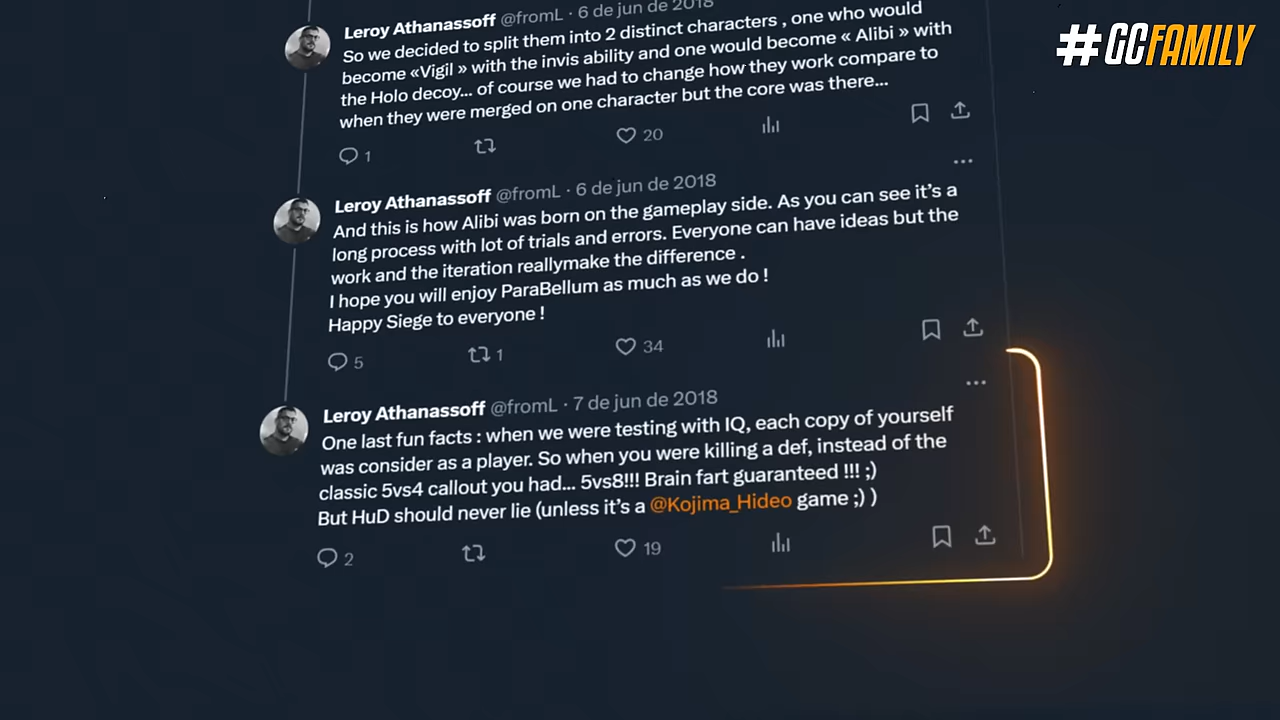 #GCFAMILY
Leroy Athanassoff @fromL · 6 de jun de 2018
So we decided to split them into 2 distinct characters , one who would
become «Vigil » with the invis ability and one would become « Alibi » with
the Holo decoy... of course we had to change how they work compare to
when they were merged on one character but the core was there...
1
20
Leroy Athanassoff @fromL · 6 de jun de 2018
And this is how Alibi was born on the gameplay side. As you can see it's a
long process with lot of trials and errors. Everyone can have ideas but the
work and the iteration reallymake the difference .
I hope you will enjoy ParaBellum as much as we do !
Happy Siege to everyone !
5
1
34
Leroy Athanassoff @fromL · 7 de jun de 2018
One last fun facts : when we were testing with IQ, each copy of yourself
was consider as a player. So when you were killing a def, instead of the
classic 5vs4 callout you had... 5vs8!!! Brain fart guaranteed !!! ;)
But HuD should never lie (unless it's a @Kojima_Hideo game ;) )
2
19